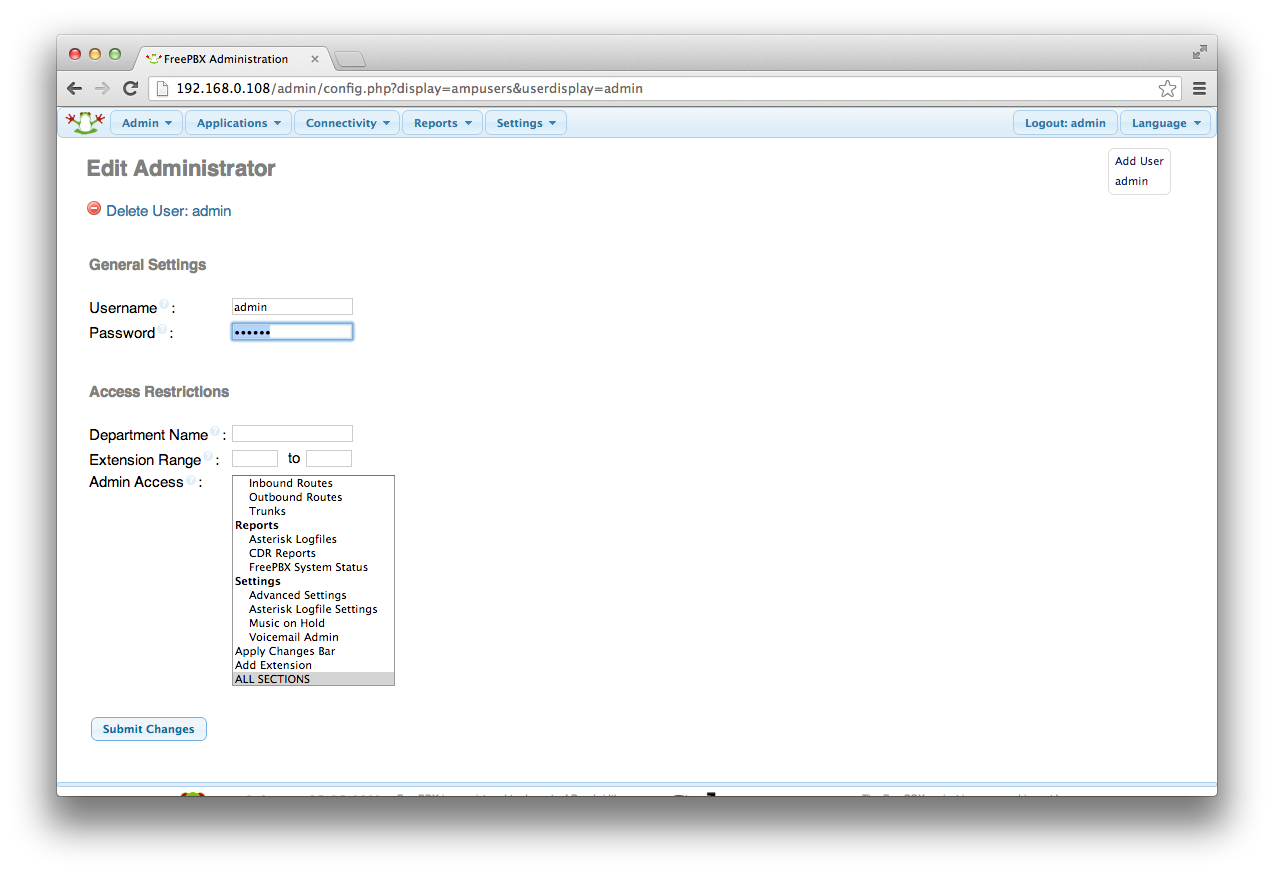 FreePBX Administration
192.168.0.108/admin/config.php?display=ampusers&userdisplay=admin
Admin Applications Connectivity Reports Settings Logout: admin Language
Edit Administrator
Add User
admin
Delete User: admin
General Settings
Username : admin
Password : ••••••
Access Restrictions
Department Name :
Extension Range : to
Admin Access :
Inbound Routes
Outbound Routes
Trunks
Reports
Asterisk Logfiles
CDR Reports
FreePBX System Status
Settings
Advanced Settings
Asterisk Logfile Settings
Music on Hold
Voicemail Admin
Apply Changes Bar
Add Extension
ALL SECTIONS
Submit Changes